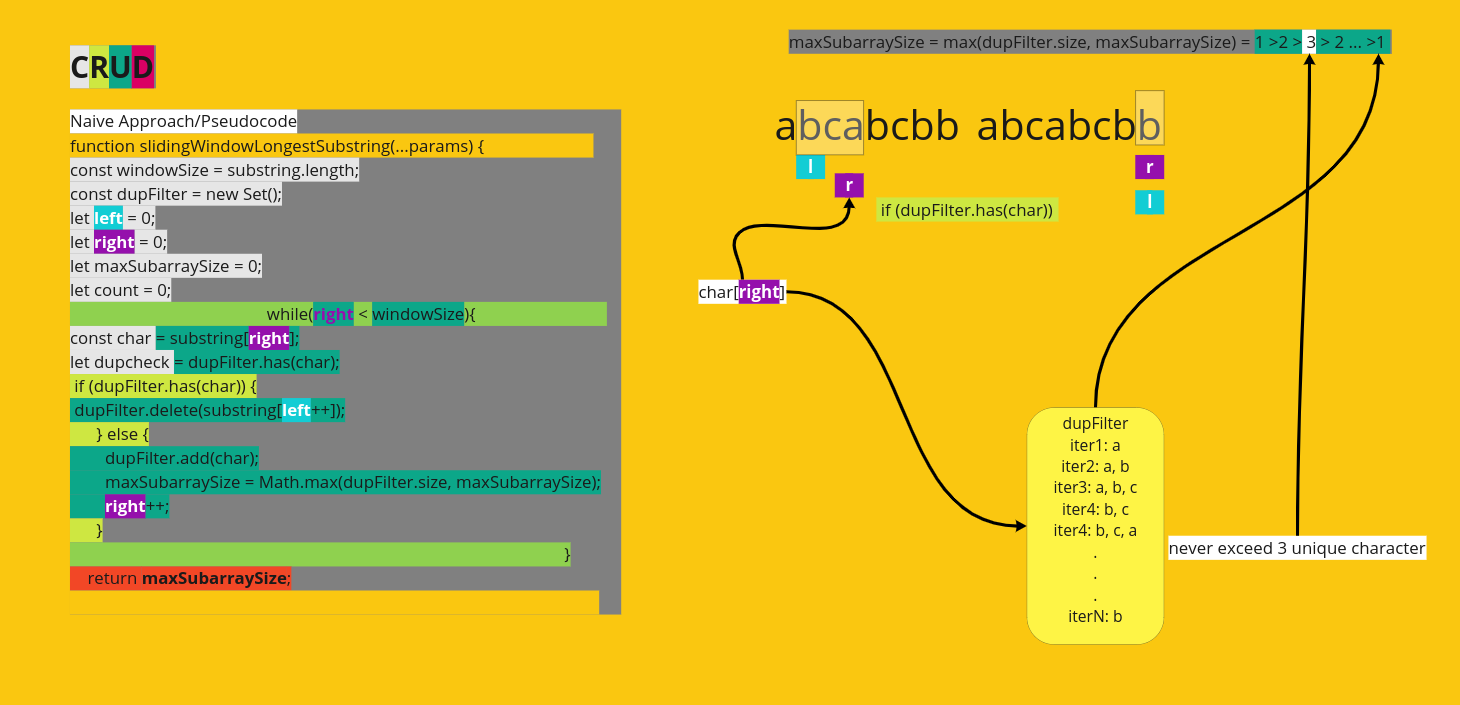 CRUD
Naive Approach/Pseudocode
function slidingWindowLongestSubstring(...params) {
const windowSize = substring.length;
const dupFilter = new Set();
let left = 0;
let right = 0;
let maxSubarraySize = 0;
let count = 0;
while(right < windowSize){
const char = substring[right];
let dupcheck = dupFilter.has(char);
if (dupFilter.has(char)) {
dupFilter.delete(substring[left++]);
} else {
dupFilter.add(char);
maxSubarraySize = Math.max(dupFilter.size, maxSubarraySize);
right++;
}
}
return maxSubarraySize;
maxSubarraySize = max(dupFilter.size, maxSubarraySize) = 1 >2 > 3 > 2 ... >1
abcabcbb abcabcbb
l
r
r
l
if (dupFilter.has(char))
char[right]
dupFilter
iter1: a
iter2: a, b
iter3: a, b, c
iter4: b, c
iter4: b, c, a
.
.
.
iterN: b
never exceed 3 unique character